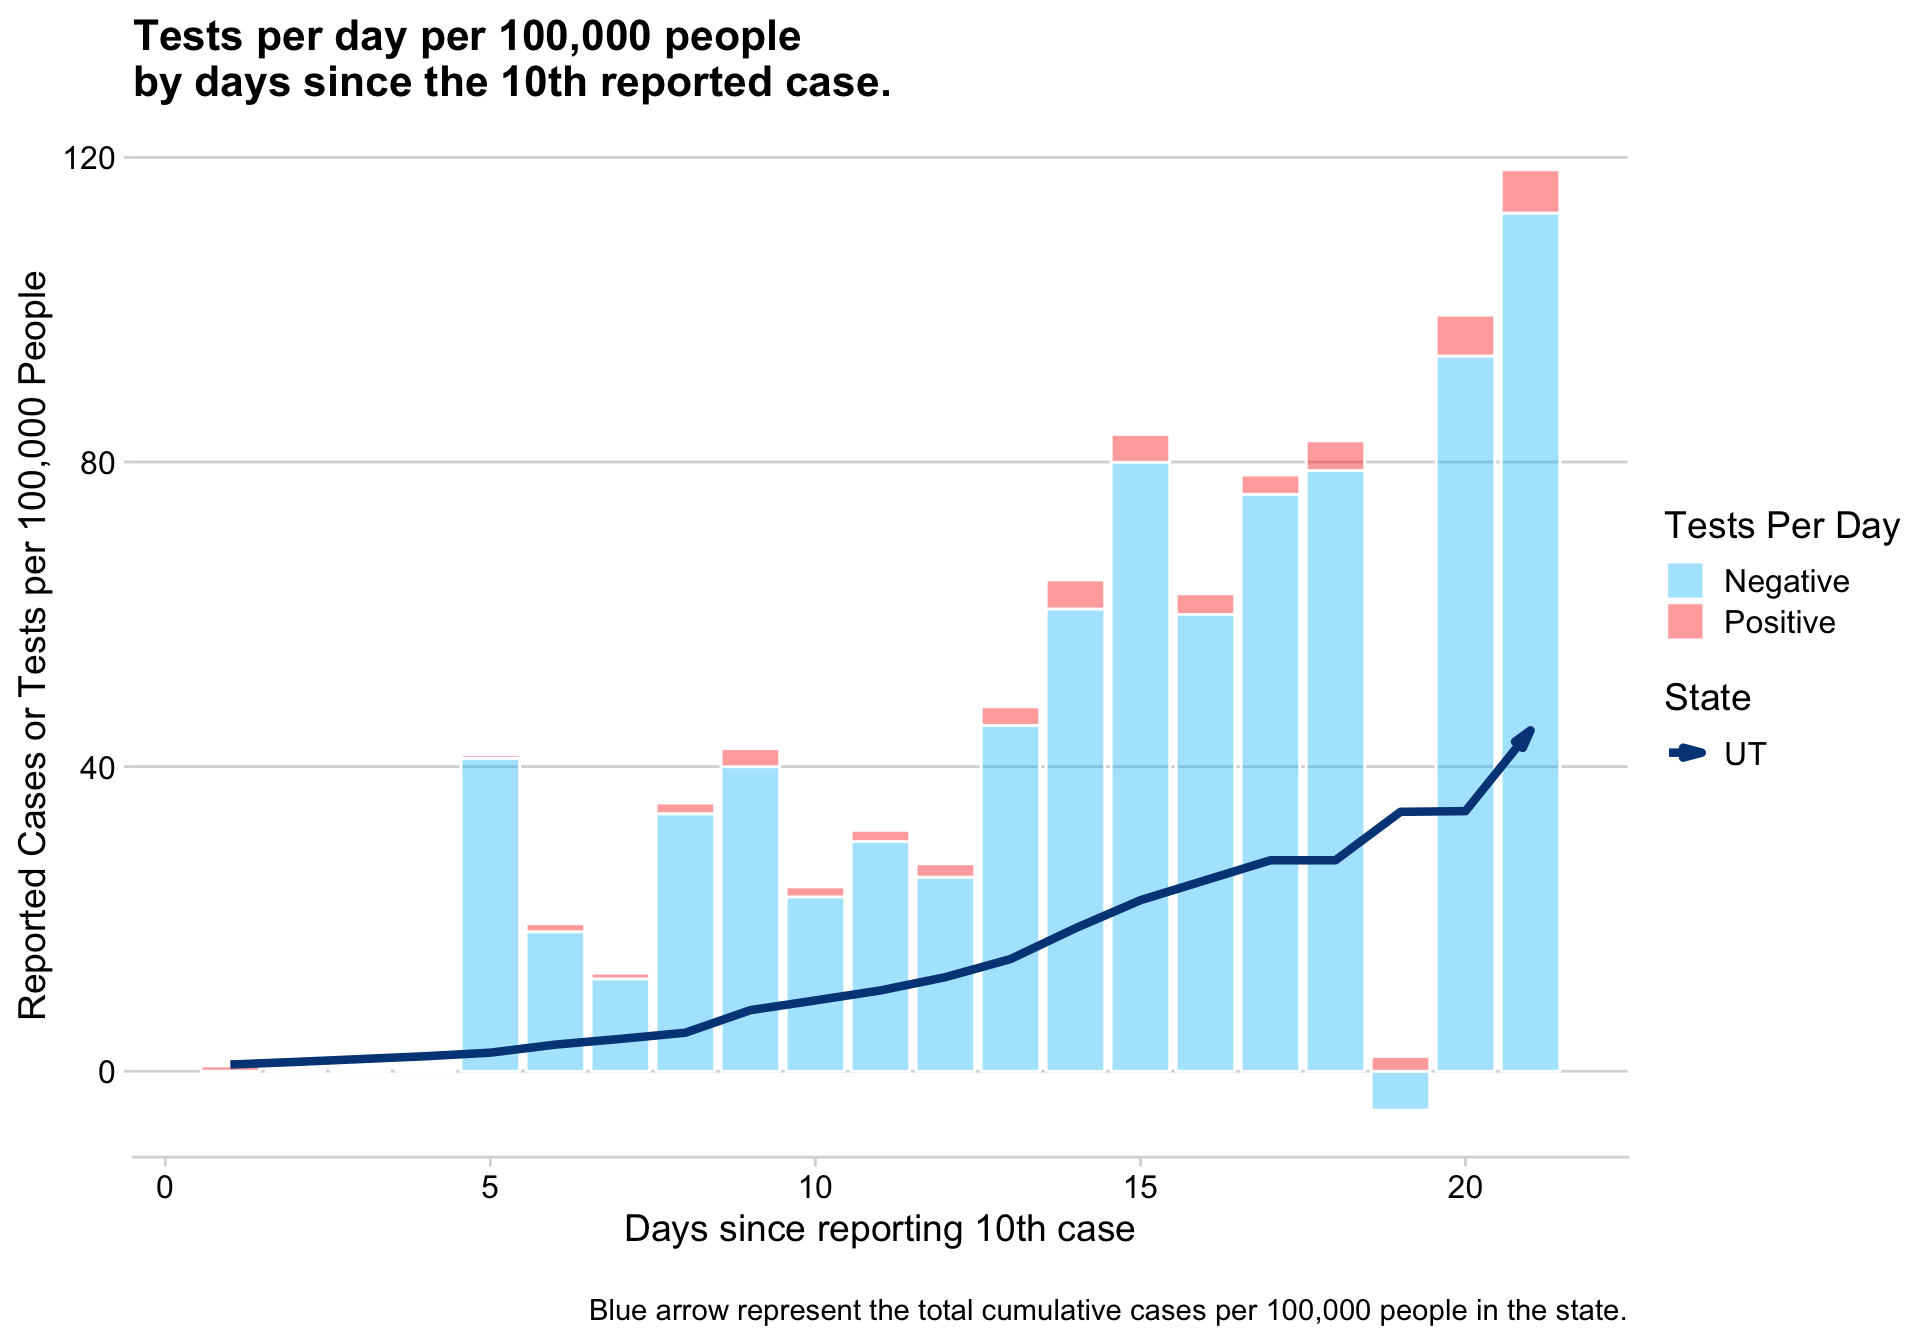 Tests per day per 100,000 people
by days since the 10th reported case.
Reported Cases or Tests per 100,000 People
120
80
40
0
0 5 10 15 20
Days since reporting 10th case
Tests Per Day
Negative
Positive
State
UT
Blue arrow represent the total cumulative cases per 100,000 people in the state.